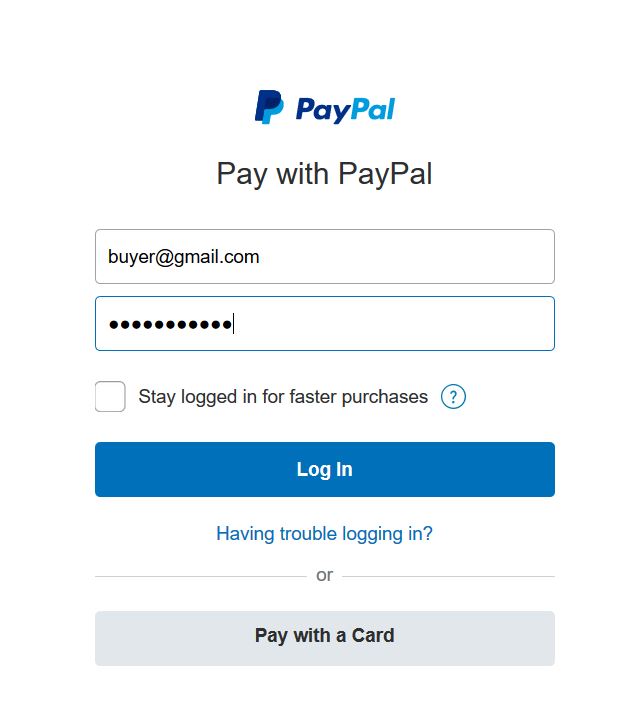 PayPal
Pay with PayPal
buyer@gmail.com
●●●●●●●●●●●
Stay logged in for faster purchases ?
Log In
Having trouble logging in?
or
Pay with a Card